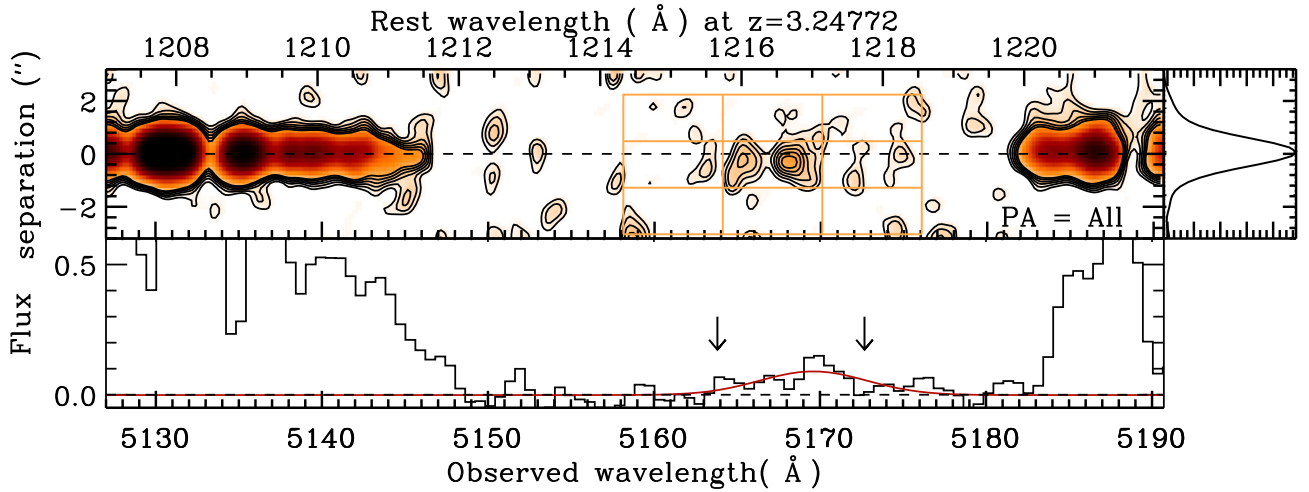 Rest wavelength ( Å ) at z=3.24772
1208 1210 1212 1214 1216 1218 1220
separation (")
2
0
−2
PA = All
Flux
0.5
0.0
5130 5140 5150 5160 5170 5180 5190
Observed wavelength( Å )